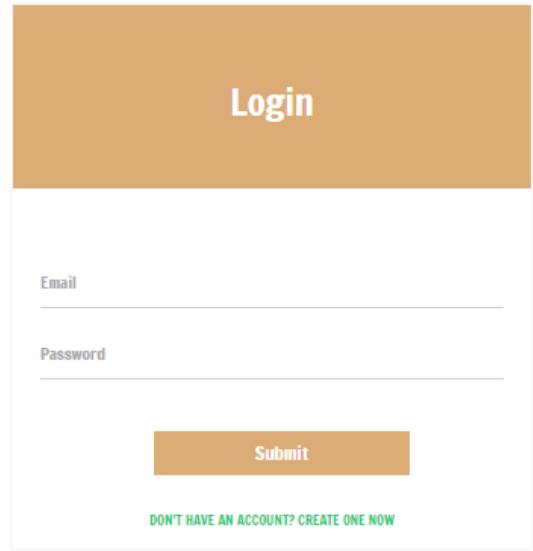 Login
Email
Password
Submit
DON'T HAVE AN ACCOUNT? CREATE ONE NOW